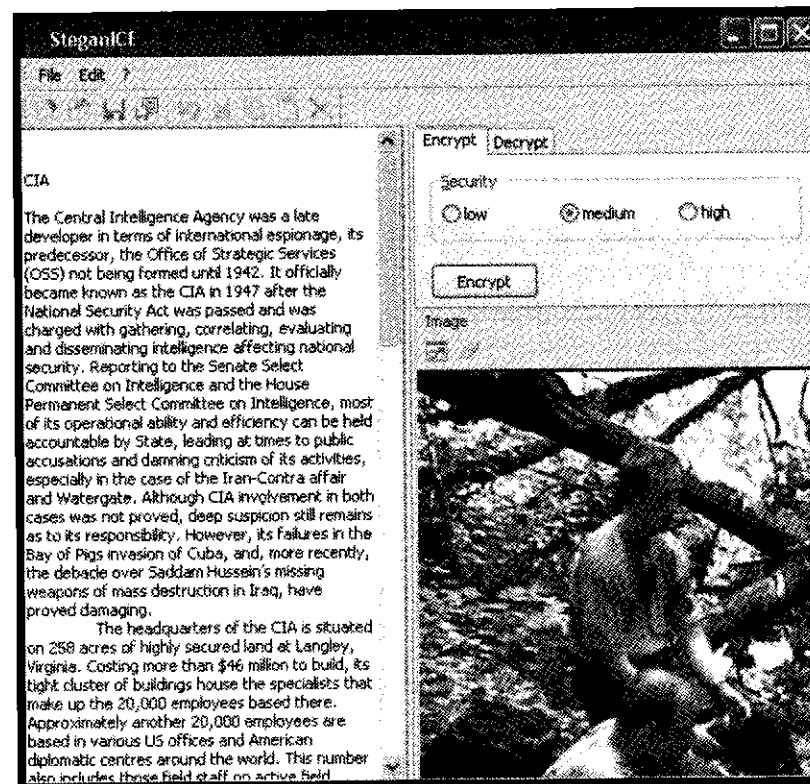 SteganICE
File Edit ?
CIA
The Central Intelligence Agency was a late
developer in terms of international espionage, its
predecessor, the Office of Strategic Services
(OSS) not being formed until 1942. It officially
became known as the CIA in 1947 after the
National Security Act was passed and was
charged with gathering, correlating, evaluating
and disseminating intelligence affecting national
security. Reporting to the Senate Select
Committee on Intelligence and the House
Permanent Select Committee on Intelligence, most
of its operational ability and efficiency can be held
accountable by State, leading at times to public
accusations and damning criticism of its activities,
especially in the case of the Iran-Contra affair
and Watergate. Although CIA involvement in both
cases was not proved, deep suspicion still remains
as to its responsibility. However, its failures in the
Bay of Pigs invasion of Cuba, and, more recently,
the debacle over Saddam Hussein's missing
weapons of mass destruction in Iraq, have
proved damaging.
The headquarters of the CIA is situated
on 258 acres of highly secured land at Langley,
Virginia. Costing more than $46 million to build, its
tight cluster of buildings house the specialists that
make up the 20,000 employees based there.
Approximately another 20,000 employees are
based in various US offices and American
diplomatic centres around the world. This number
also includes those field staff on active field
Encrypt Decrypt
Security
low medium high
Encrypt
Image